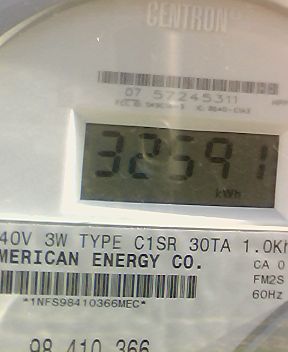 CENTRON®
07 57245311
32591
kWh
40V 3W TYPE C1SR 30TA 1.0Kh
MERICAN ENERGY CO.
CA 0
FM2S
60Hz
*1NFS98410366MEC*
98 410 366